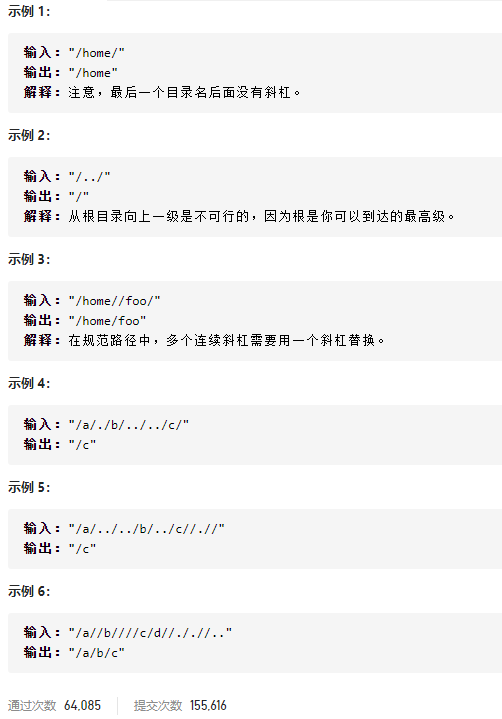 示例 1：
输入："/home/"
输出："/home"
解释：注意，最后一个目录名后面没有斜杠。
示例 2：
输入："/../"
输出："/"
解释：从根目录向上一级是不可行的，因为根是你可以到达的最高级。
示例 3：
输入："/home//foo/"
输出："/home/foo"
解释：在规范路径中，多个连续斜杠需要用一个斜杠替换。
示例 4：
输入："/a/./b/../../c/"
输出："/c"
示例 5：
输入："/a/../../b/../c//.//"
输出："/c"
示例 6：
输入："/a//b////c/d//././/.."
输出："/a/b/c"
通过次数 64,085 提交次数 155,616